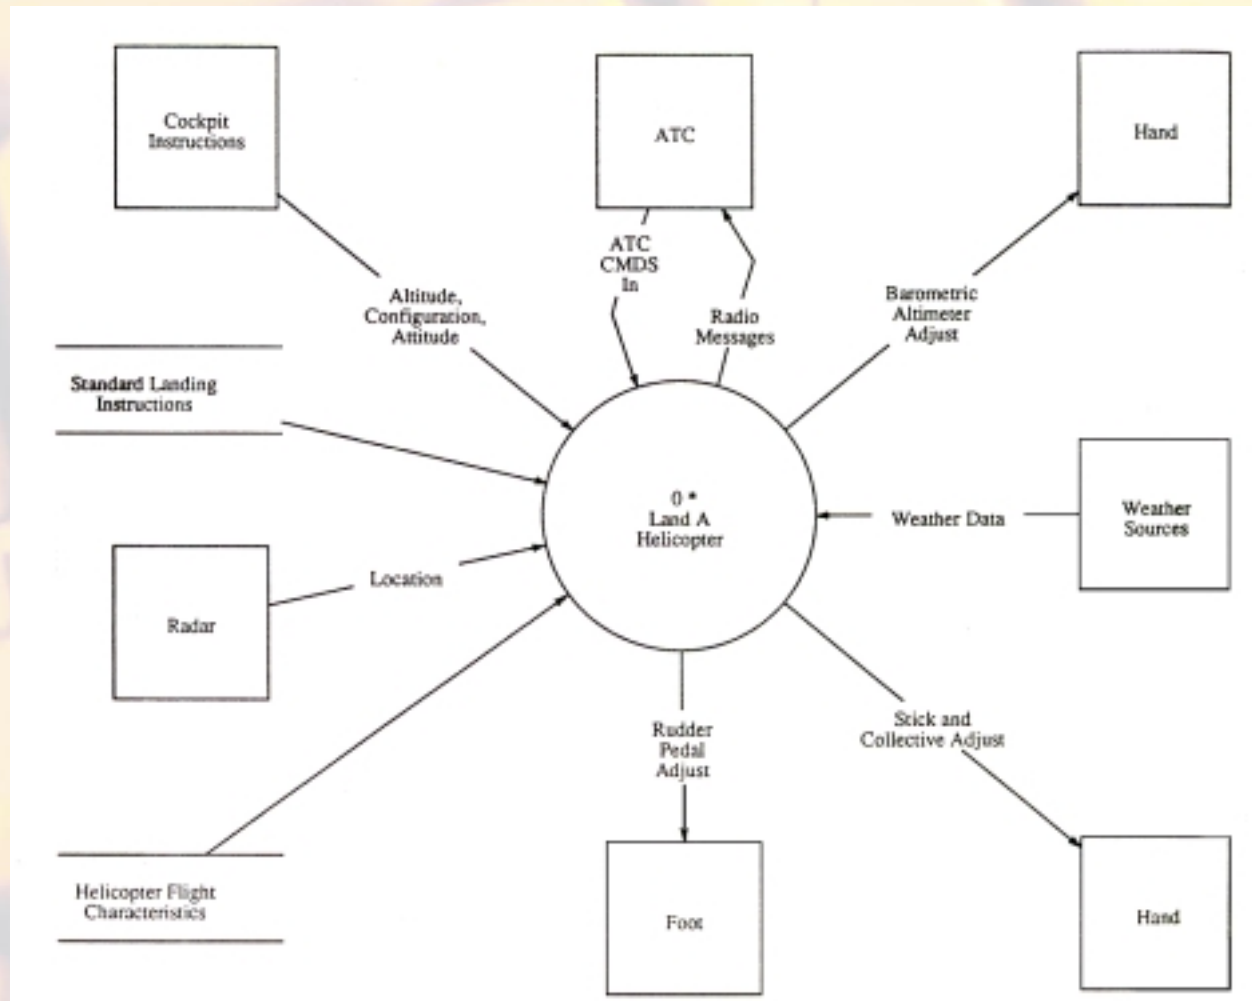 Cockpit
Instructions
ATC
Hand
ATC
CMDS
In
Altitude,
Configuration,
Attitude
Radio
Messages
Barometric
Altimeter
Adjust
Standard Landing
Instructions
0 *
Land A
Helicopter
Weather Data
Weather
Sources
Location
Radar
Rudder
Pedal
Adjust
Stick and
Collective Adjust
Helicopter Flight
Characteristics
Foot
Hand